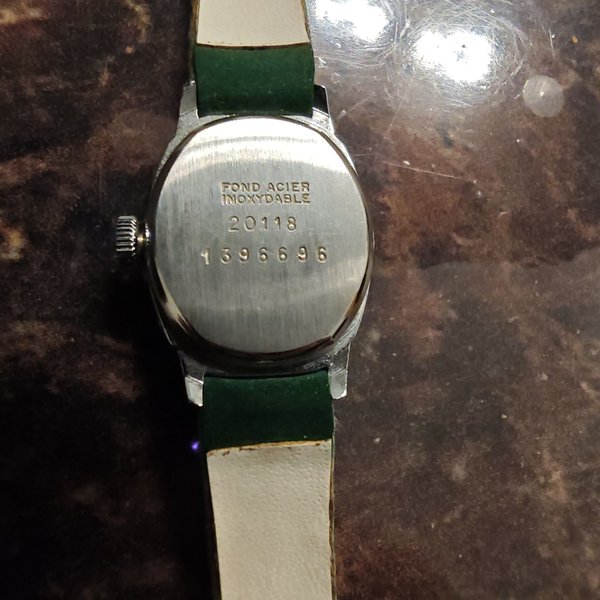 FOND ACIER
INOXYDABLE
20118
1396696